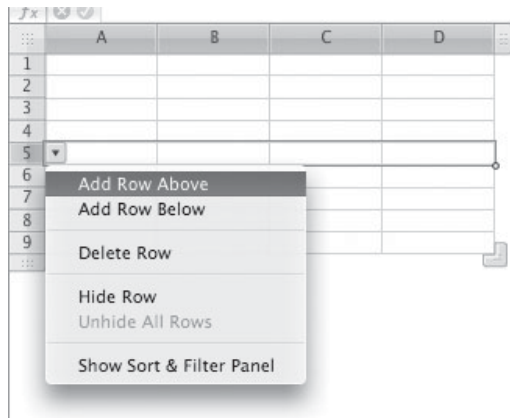 fx
A B C D
1
2
3
4
5
6
7
8
9
Add Row Above
Add Row Below
Delete Row
Hide Row
Unhide All Rows
Show Sort & Filter Panel